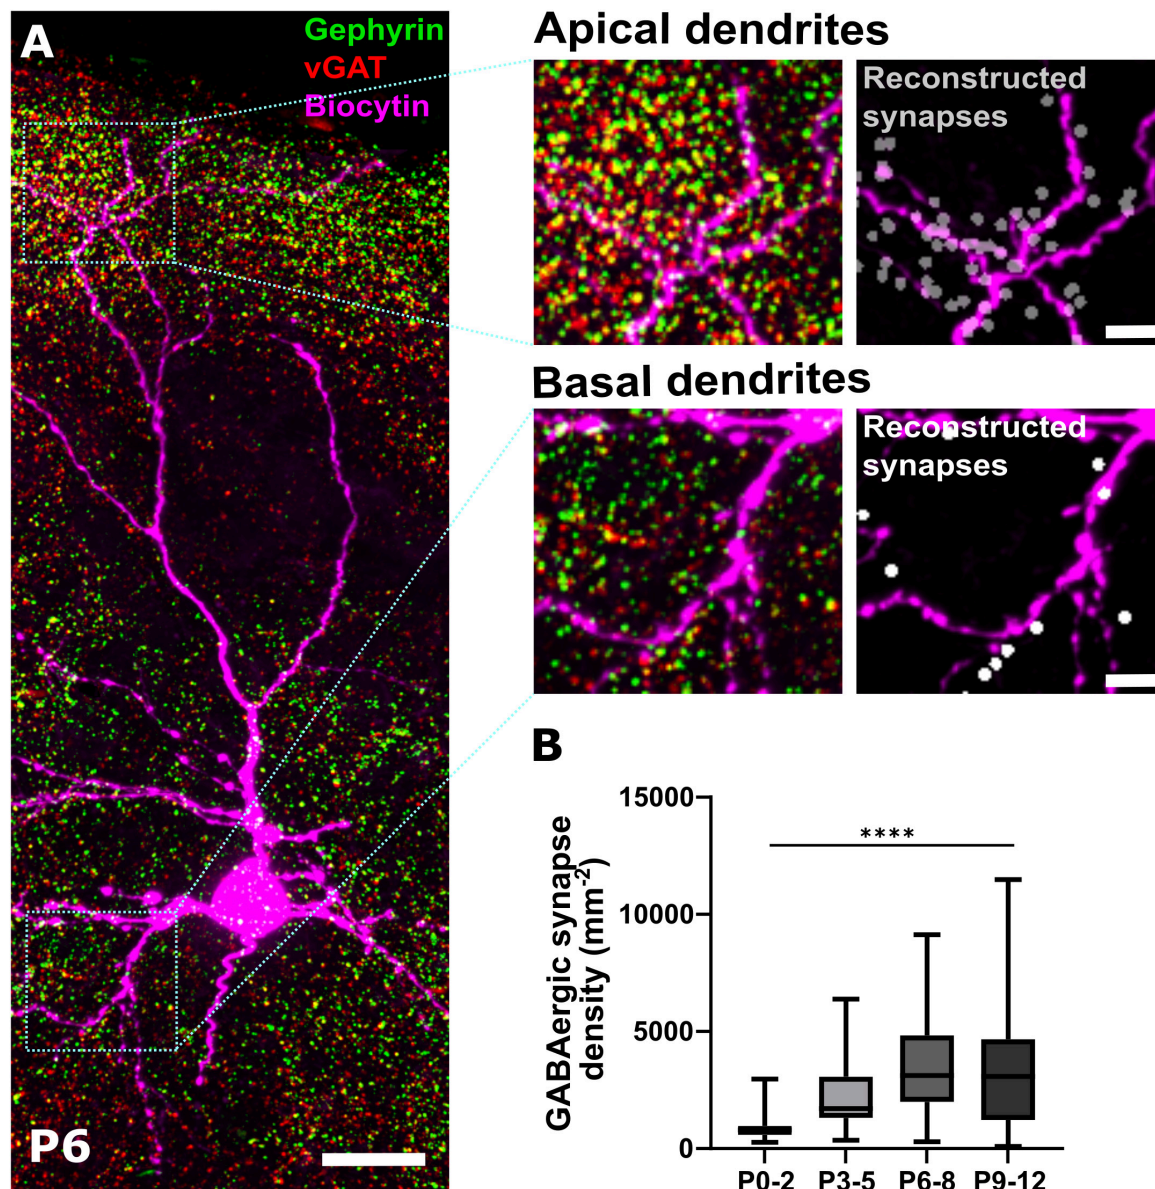 A
Gephyrin
vGAT
Biocytin
P6
Apical dendrites
Reconstructed
synapses
Basal dendrites
Reconstructed
synapses
B
GABAergic synapse
density (mm⁻²)
15000
10000
5000
0
****
P0-2 P3-5 P6-8 P9-12